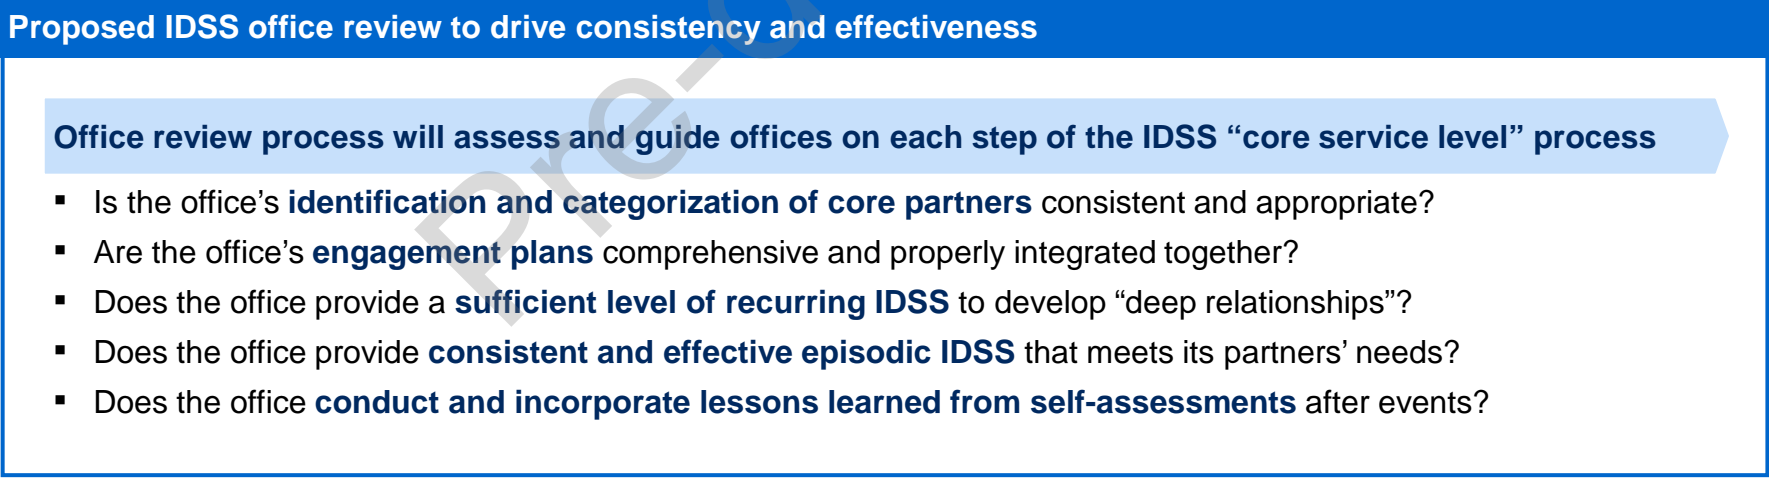 Proposed IDSS office review to drive consistency and effectiveness
Office review process will assess and guide offices on each step of the IDSS “core service level” process
▪ Is the office’s identification and categorization of core partners consistent and appropriate?
▪ Are the office’s engagement plans comprehensive and properly integrated together?
▪ Does the office provide a sufficient level of recurring IDSS to develop “deep relationships”?
▪ Does the office provide consistent and effective episodic IDSS that meets its partners’ needs?
▪ Does the office conduct and incorporate lessons learned from self-assessments after events?
Pre-